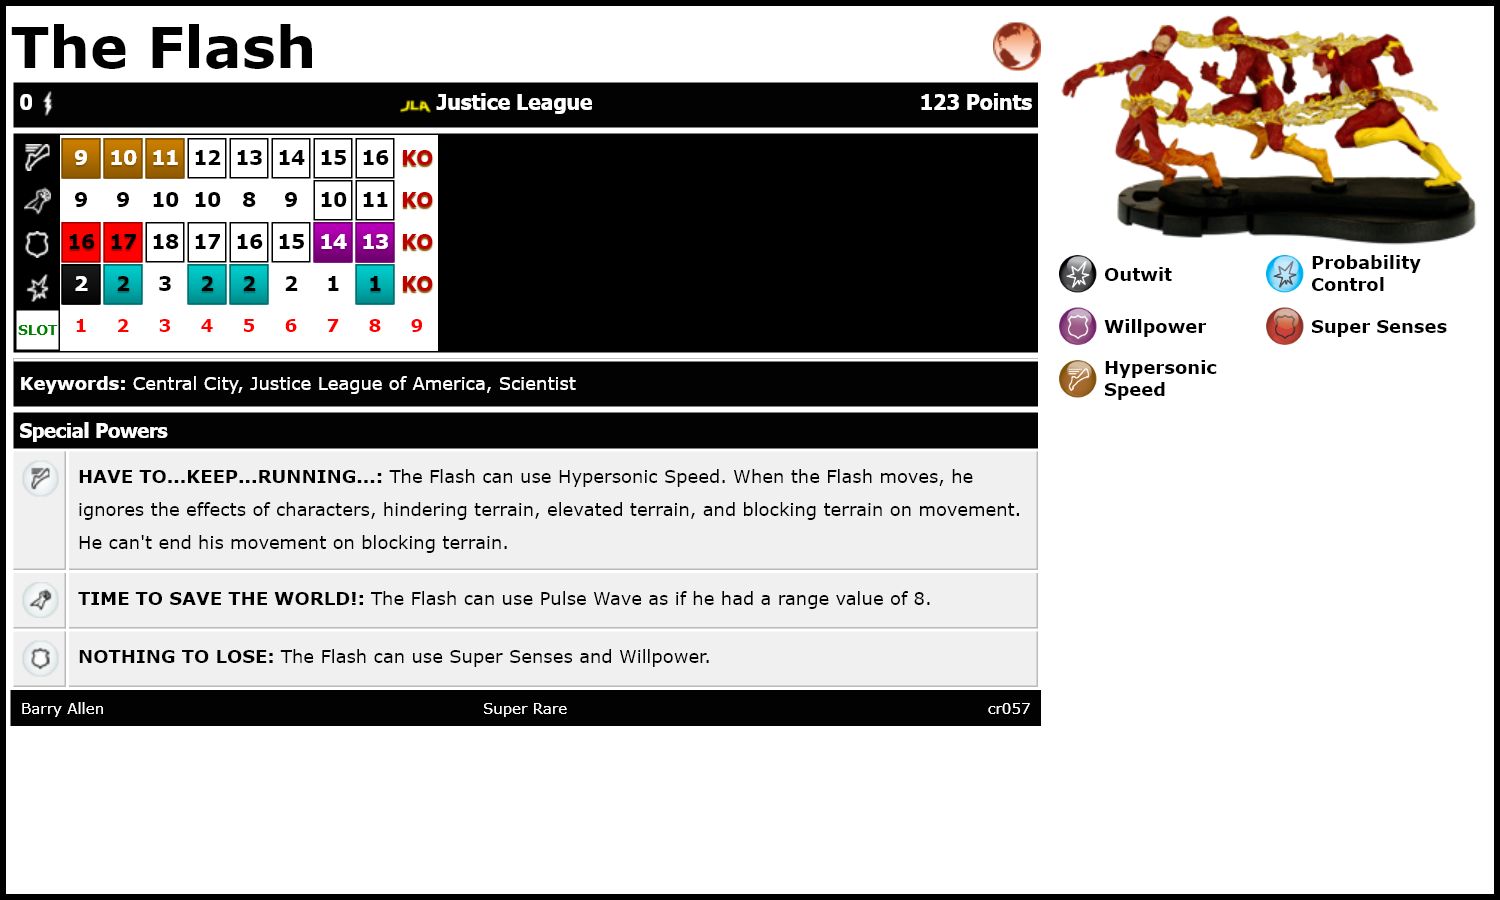 The Flash
0 JLA Justice League 123 Points
9 10 11 12 13 14 15 16 KO
9 9 10 10 8 9 10 11 KO
16 17 18 17 16 15 14 13 KO
2 2 3 2 2 2 1 1 KO
SLOT 1 2 3 4 5 6 7 8 9
Keywords: Central City, Justice League of America, Scientist
Special Powers
HAVE TO...KEEP...RUNNING...: The Flash can use Hypersonic Speed. When the Flash moves, he
ignores the effects of characters, hindering terrain, elevated terrain, and blocking terrain on movement.
He can't end his movement on blocking terrain.
TIME TO SAVE THE WORLD!: The Flash can use Pulse Wave as if he had a range value of 8.
NOTHING TO LOSE: The Flash can use Super Senses and Willpower.
Barry Allen Super Rare cr057
Outwit
Probability
Control
Willpower
Super Senses
Hypersonic
Speed